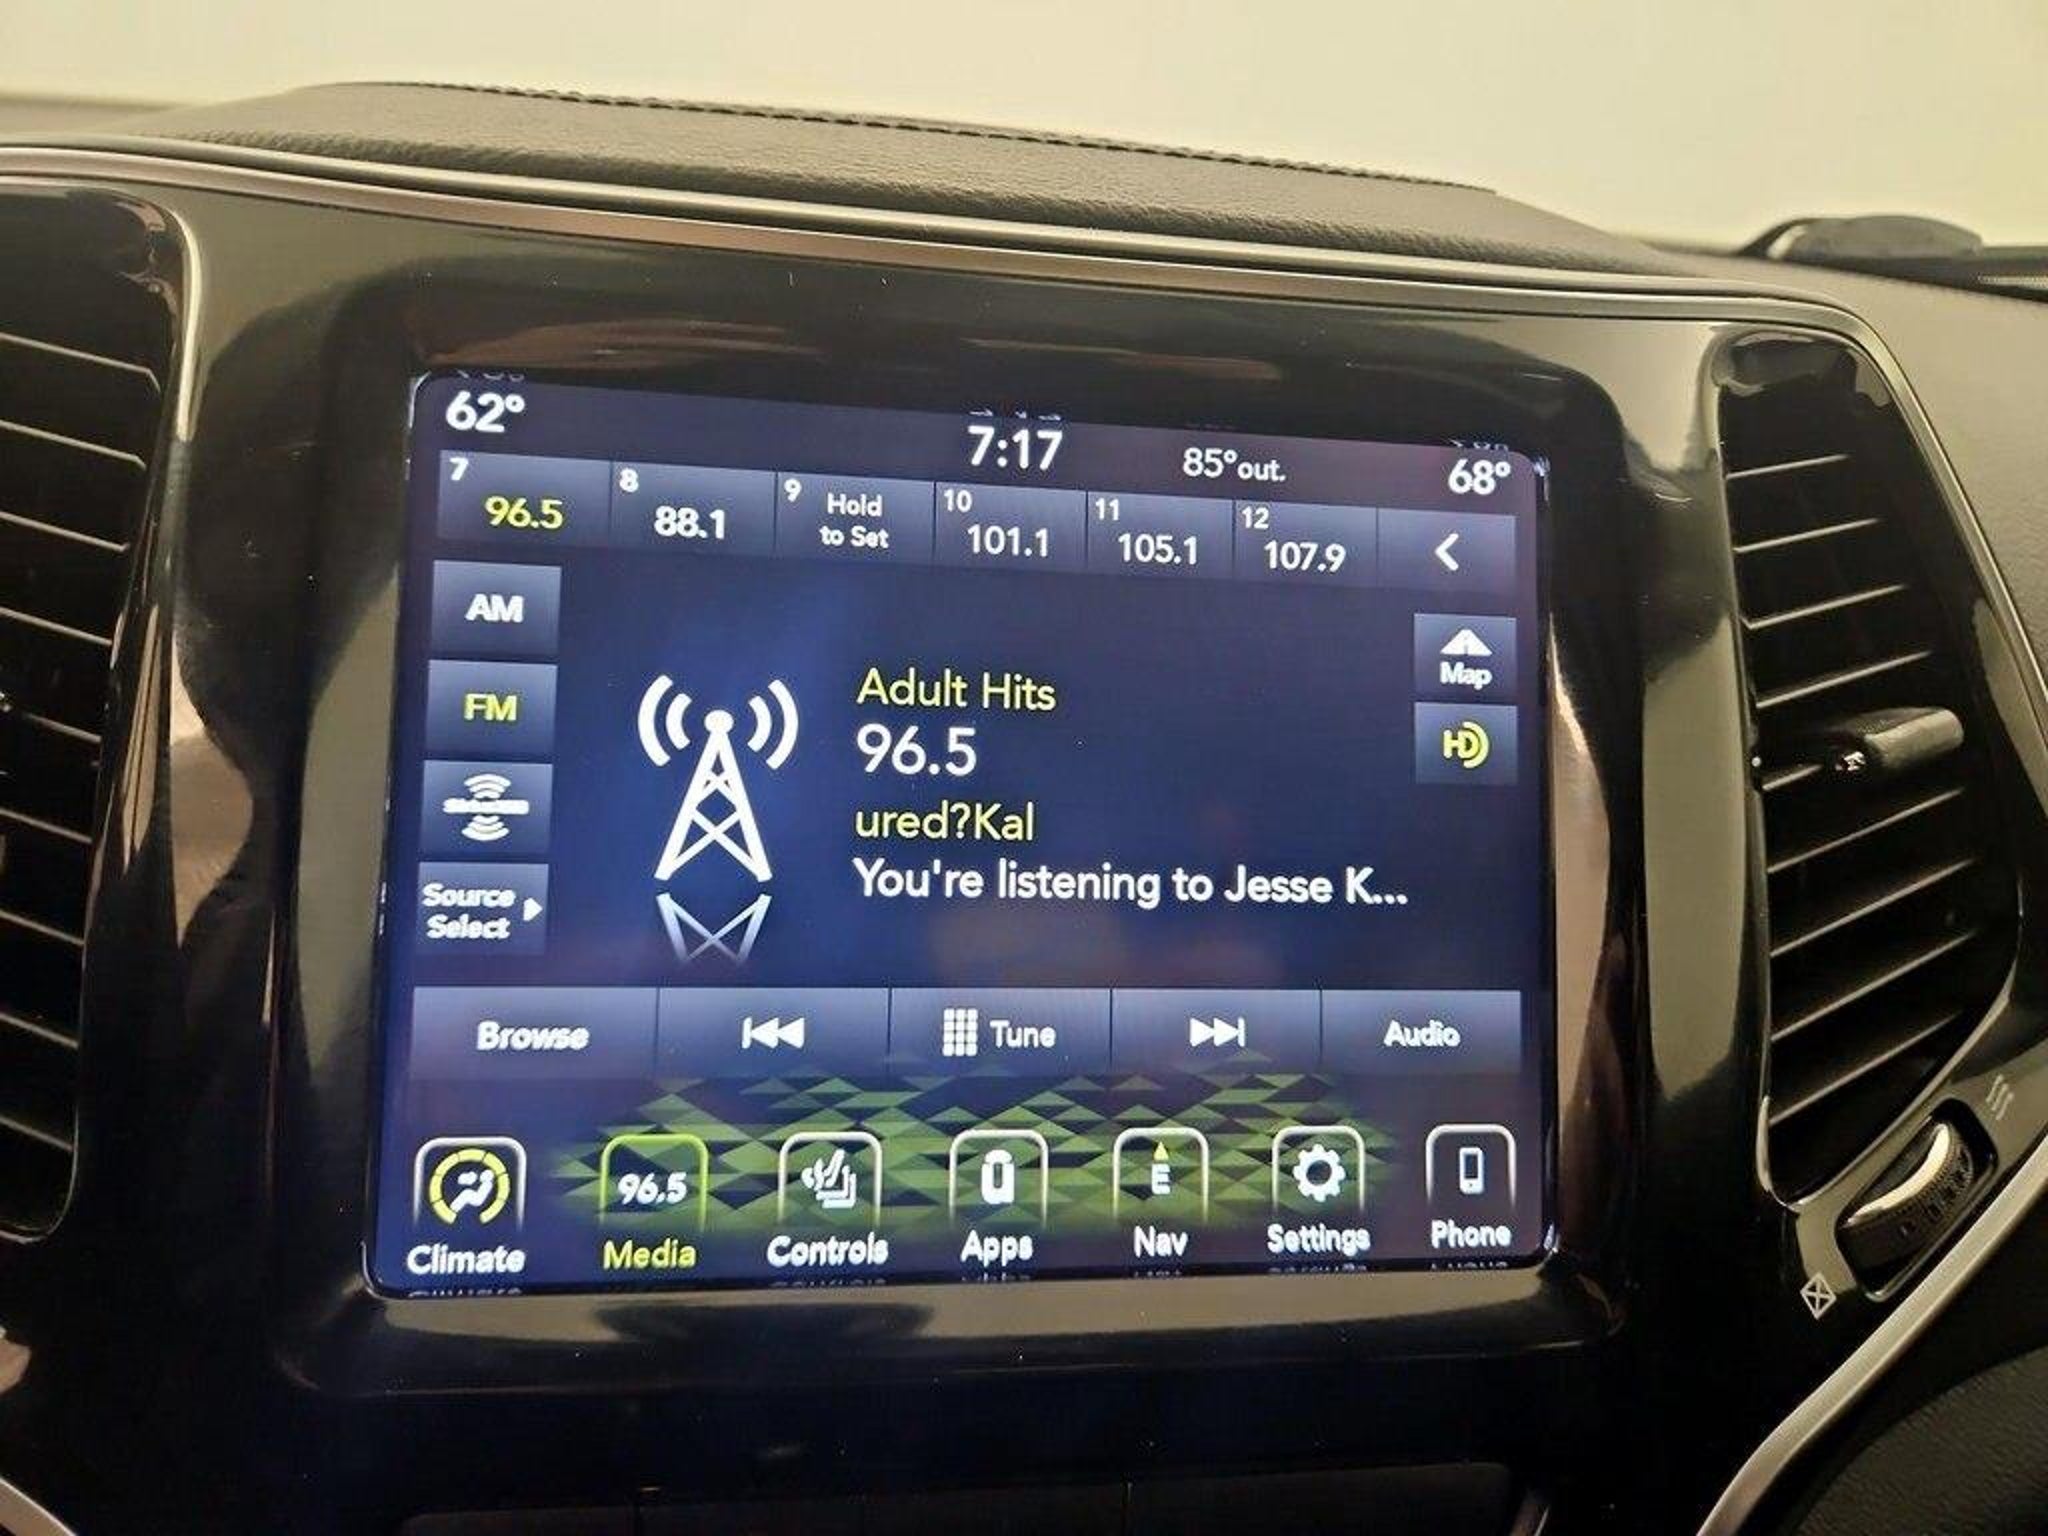 62° 7:17 85°out. 68°
7 96.5
8 88.1
9 Hold
to Set
10 101.1
11 105.1
12 107.9
AM
FM
Source
Select
Adult Hits
96.5
ured?Kal
You're listening to Jesse K...
Map
HD
Browse Tune Audio
96.5 E
Climate Media Controls Apps Nav Settings Phone